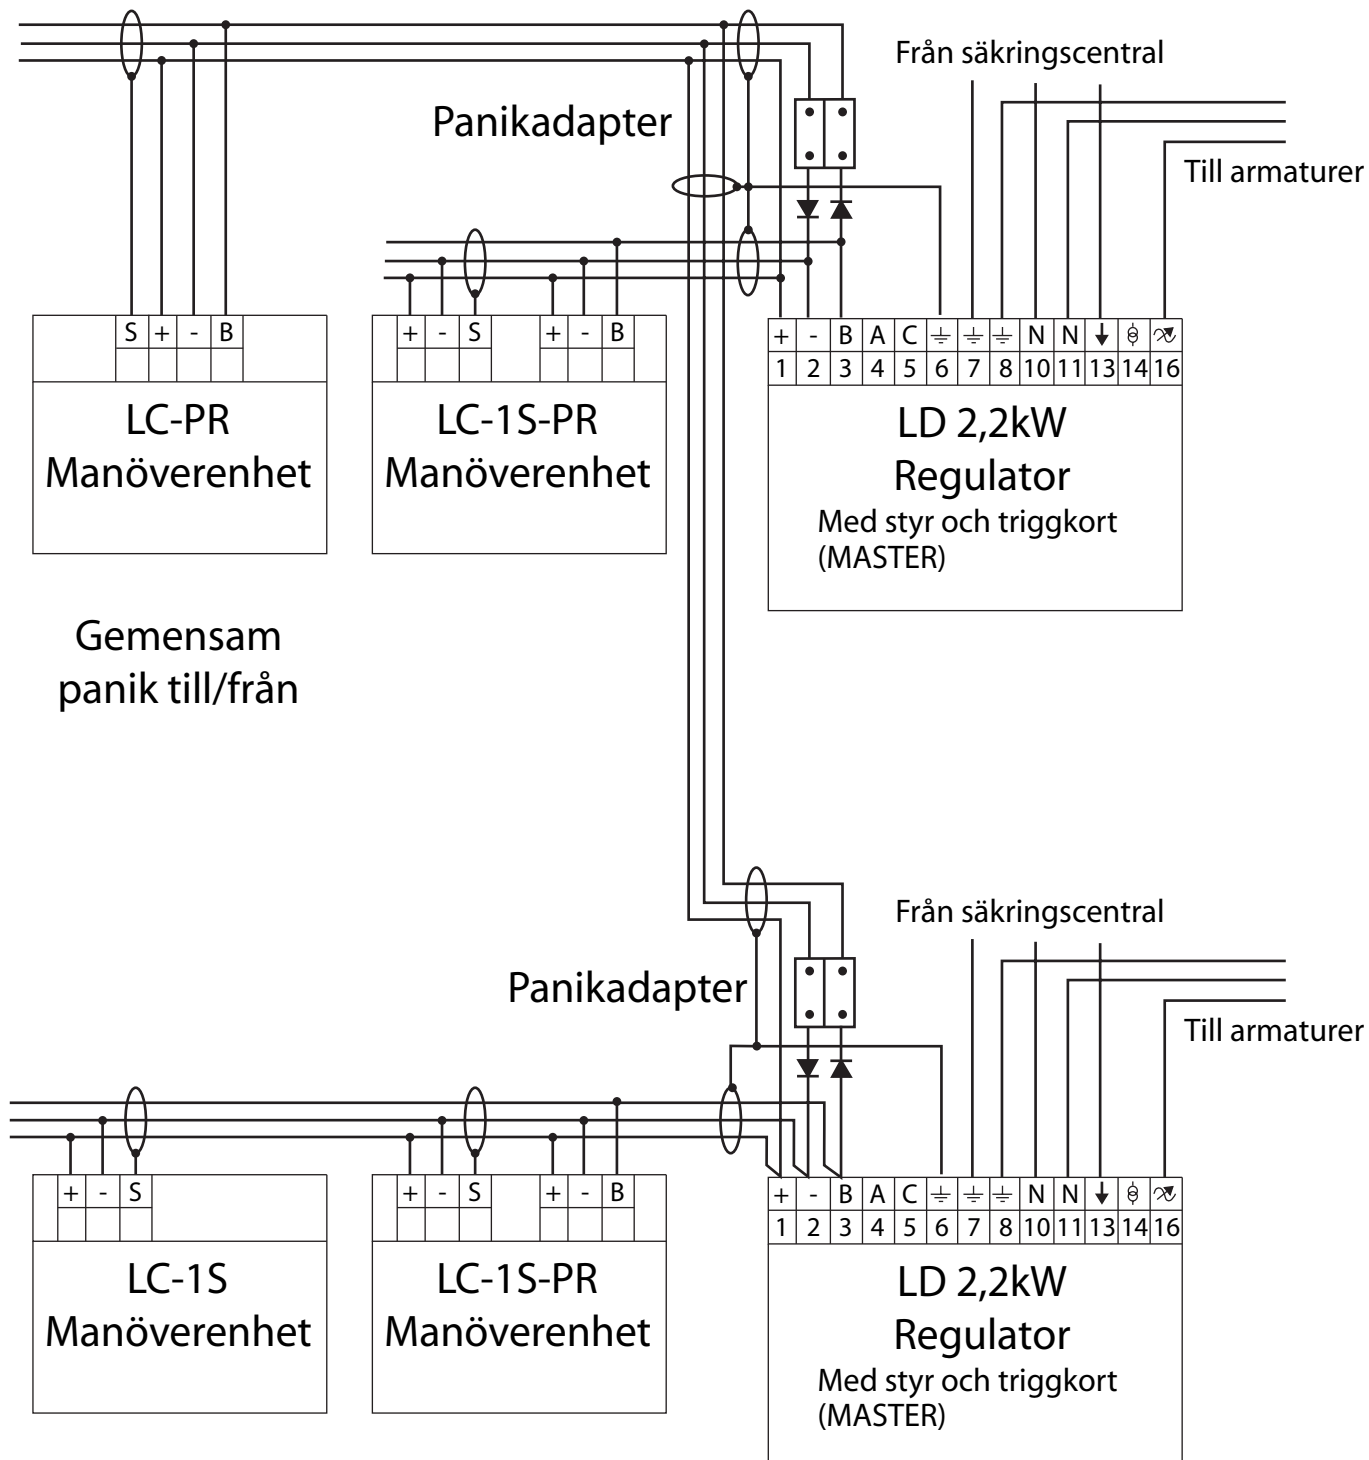 Från säkringscentral
Panikadapter
Till armaturer
S + - B
LC-PR
Manöverenhet
+ - S + - B
LC-1S-PR
Manöverenhet
+ - B A C N N
1 2 3 4 5 6 7 8 10 11 13 14 16
LD 2,2kW
Regulator
Med styr och triggkort
(MASTER)
Gemensam
panik till/från
Från säkringscentral
Panikadapter
Till armaturer
+ - S
LC-1S
Manöverenhet
+ - S + - B
LC-1S-PR
Manöverenhet
+ - B A C N N
1 2 3 4 5 6 7 8 10 11 13 14 16
LD 2,2kW
Regulator
Med styr och triggkort
(MASTER)